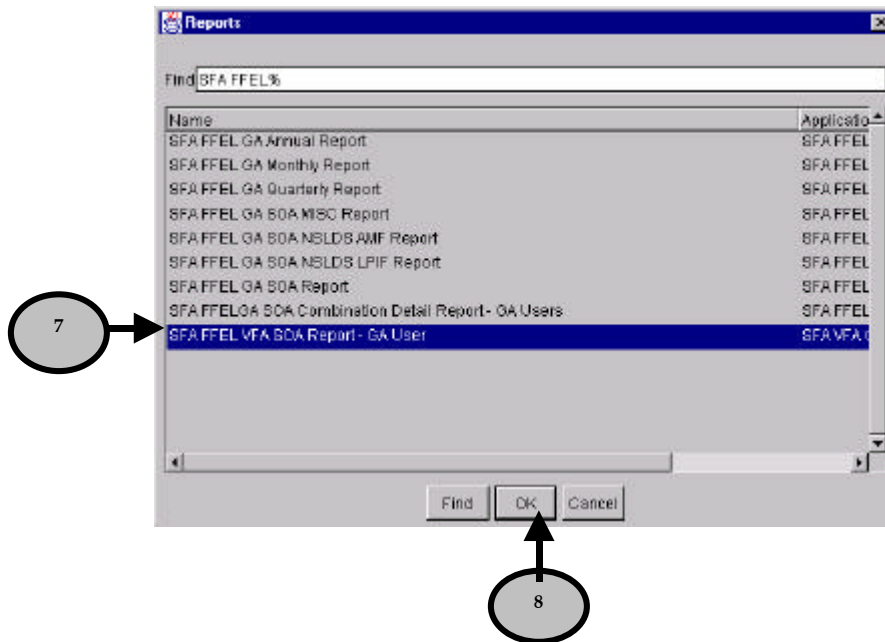 Reports
Find SFA FFEL%
Name Applicatio
SFA FFEL GA Annual Report SFA FFEL
SFA FFEL GA Monthly Report SFA FFEL
SFA FFEL GA Quarterly Report SFA FFEL
SFA FFEL GA SOA MISC Report SFA FFEL
SFA FFEL GA SOA NSLDS AMF Report SFA FFEL
SFA FFEL GA SOA NSLDS LPIF Report SFA FFEL
SFA FFEL GA SOA Report SFA FFEL
SFA FFELGA SOA Combination Detail Report - GA Users SFA FFEL
7
SFA FFEL VFA SOA Report - GA User SFA VFA
Find OK Cancel
8